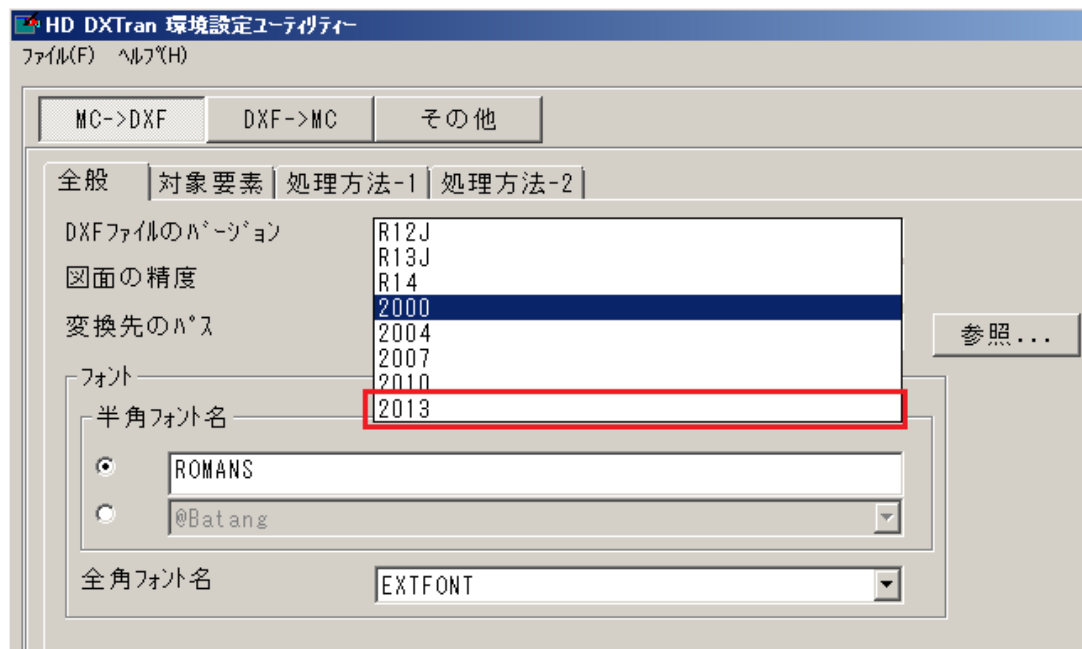 HD DXTran 環境設定ﾕｰﾃｨﾘﾃｨｰ
ﾌｧｲﾙ(F) ﾍﾙﾌﾟ(H)
MC->DXF DXF->MC その他
全般 対象要素 処理方法-1 処理方法-2
DXFﾌｧｲﾙのﾊﾞｰｼﾞｮﾝ
R12J
R13J
図面の精度
R14
2000
変換先のﾊﾟｽ
2004
参照...
2007
ﾌｫﾝﾄ
2010
2013
半角ﾌｫﾝﾄ名
ROMANS
@Batang
全角ﾌｫﾝﾄ名
EXTFONT